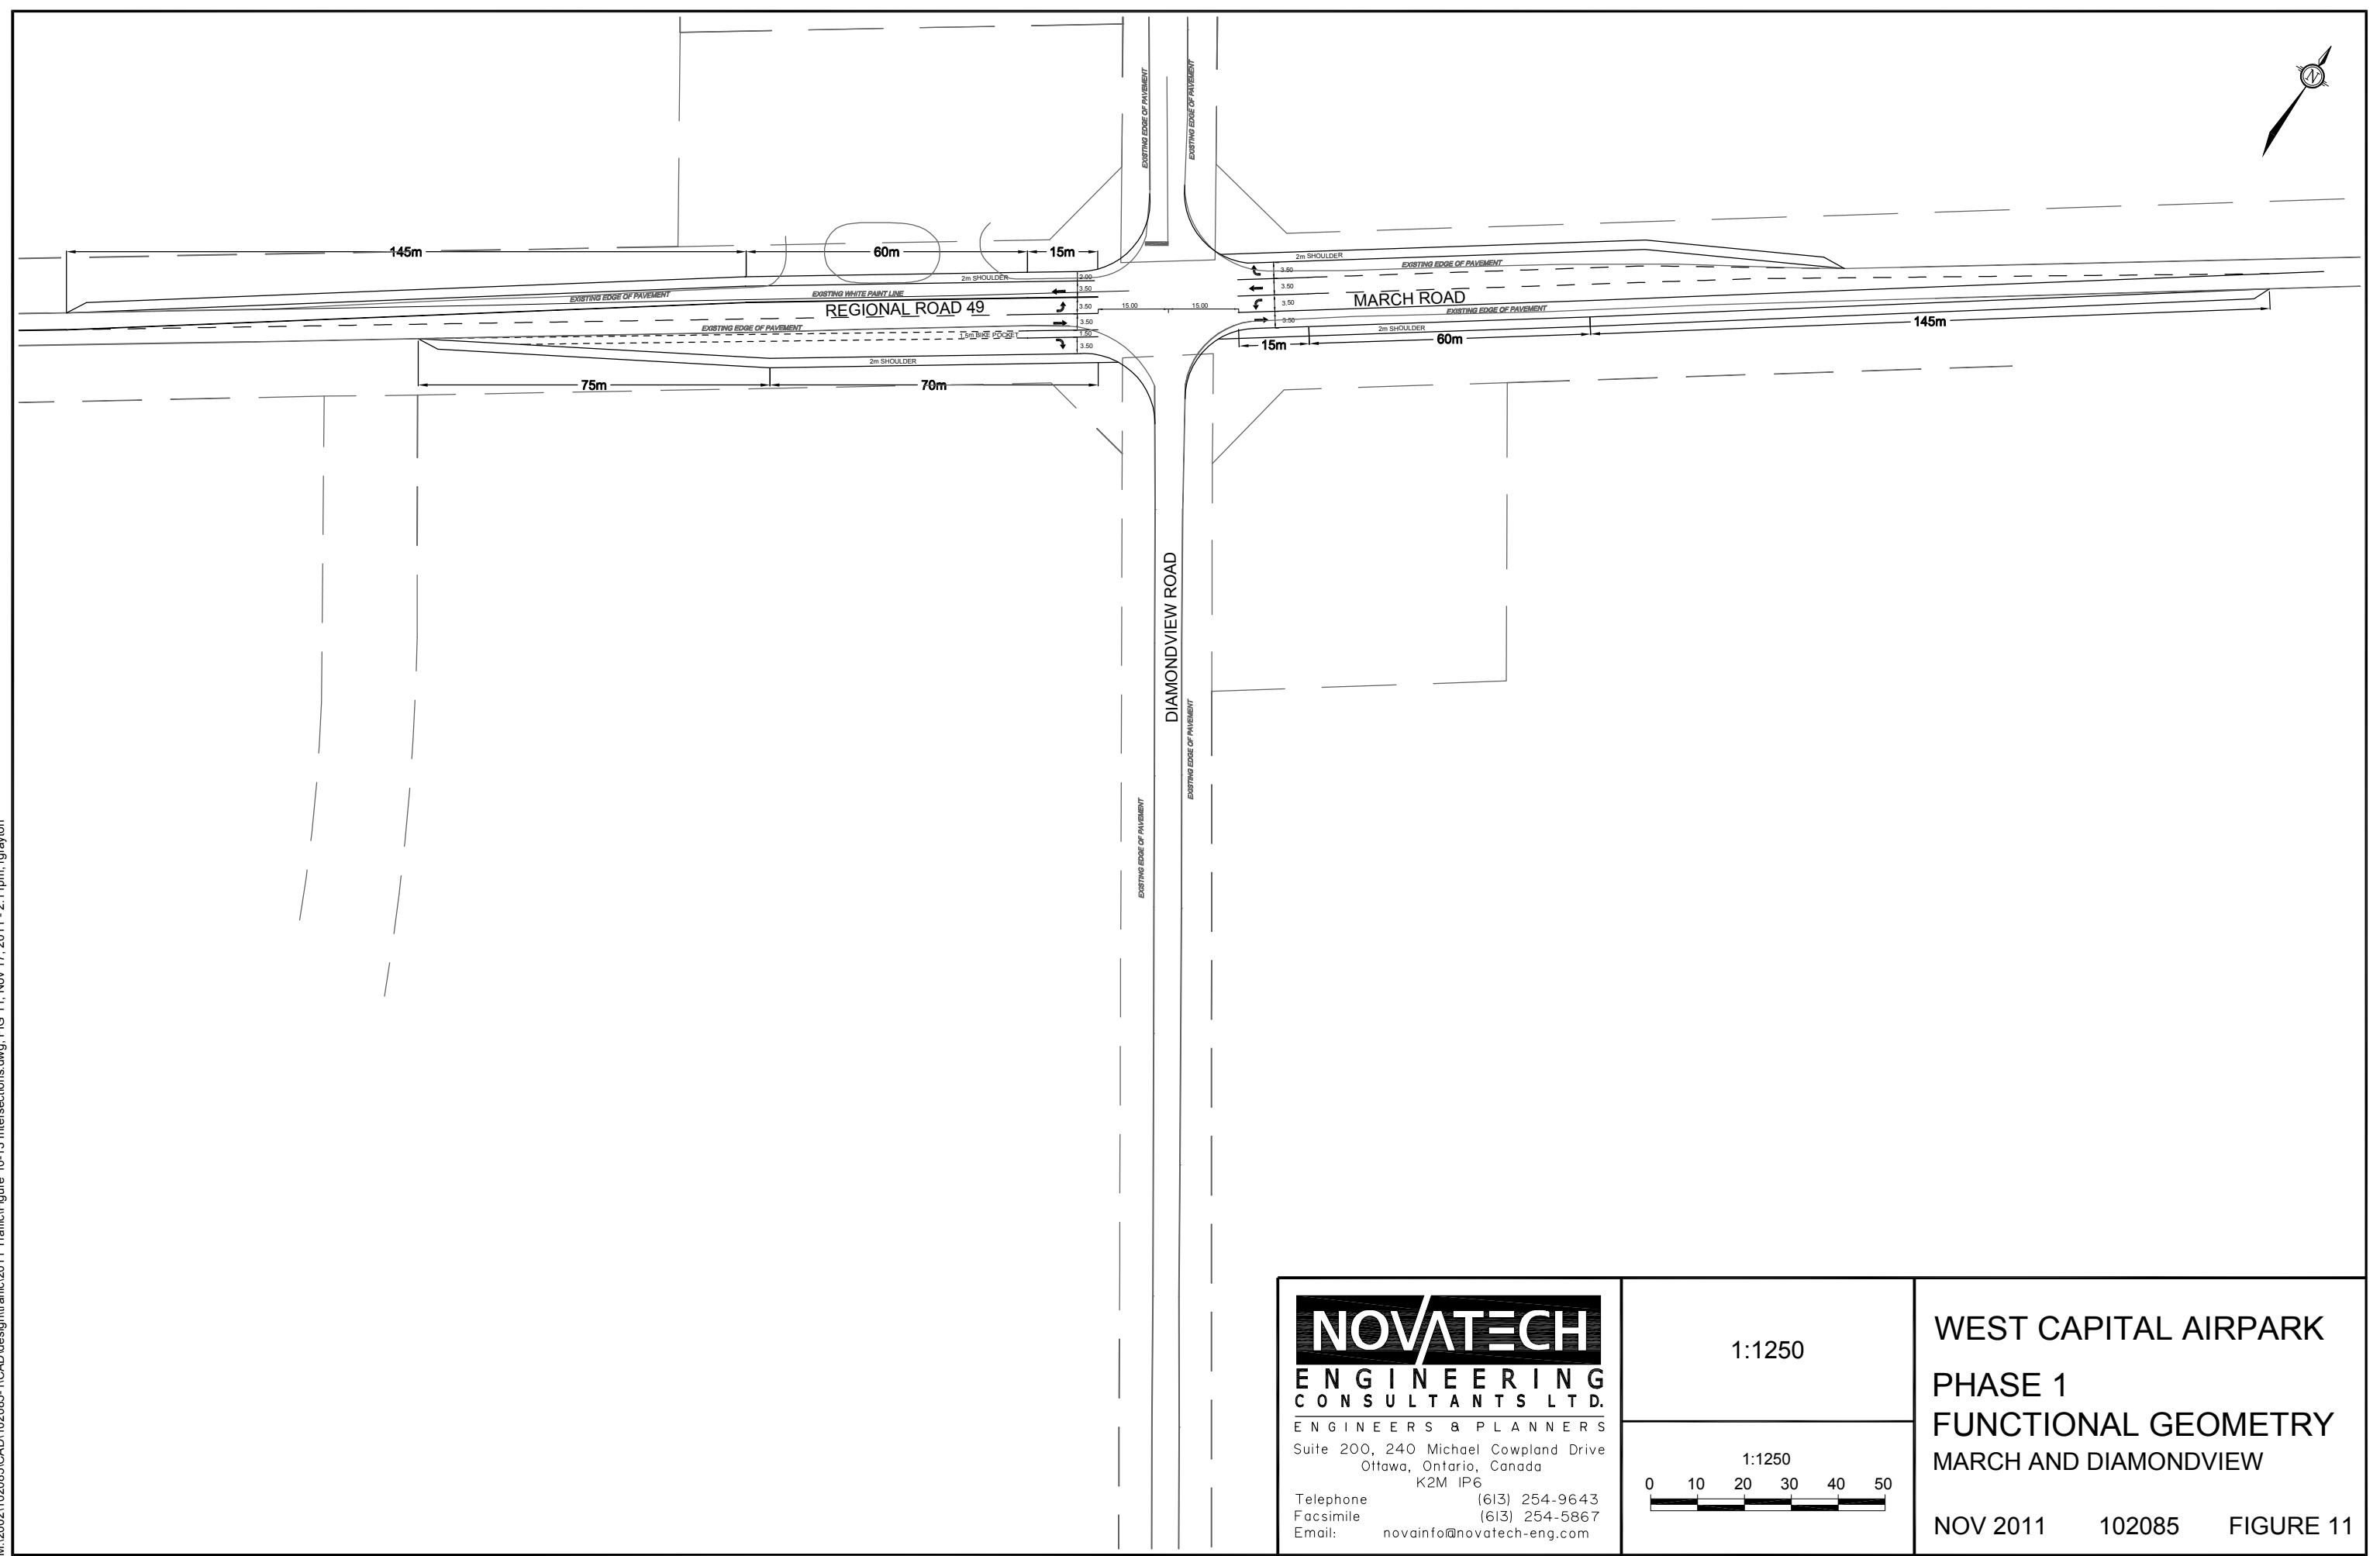 EXISTING EDGE OF PAVEMENT
EXISTING EDGE OF PAVEMENT
N
145m
60m
15m
2m SHOULDER
2.00
EXISTING EDGE OF PAVEMENT
EXISTING WHITE PAINT LINE
3.50
REGIONAL ROAD 49
3.50
15.00
15.00
EXISTING EDGE OF PAVEMENT
3.50
1.5m BIKE POCKET
1.50
3.50
2m SHOULDER
75m
70m
2m SHOULDER
EXISTING EDGE OF PAVEMENT
3.50
3.50
MARCH ROAD
3.50
EXISTING EDGE OF PAVEMENT
3.50
2m SHOULDER
15m
60m
145m
DIAMONDVIEW ROAD
EXISTING EDGE OF PAVEMENT
EXISTING EDGE OF PAVEMENT
NOVATECH
ENGINEERING
CONSULTANTS LTD.
ENGINEERS & PLANNERS
Suite 200, 240 Michael Cowpland Drive
Ottawa, Ontario, Canada
K2M 1P6
Telephone (613) 254-9643
Facsimile (613) 254-5867
Email: novainfo@novatech-eng.com
1:1250
1:1250
0 10 20 30 40 50
WEST CAPITAL AIRPARK
PHASE 1
FUNCTIONAL GEOMETRY
MARCH AND DIAMONDVIEW
NOV 2011 102085 FIGURE 11